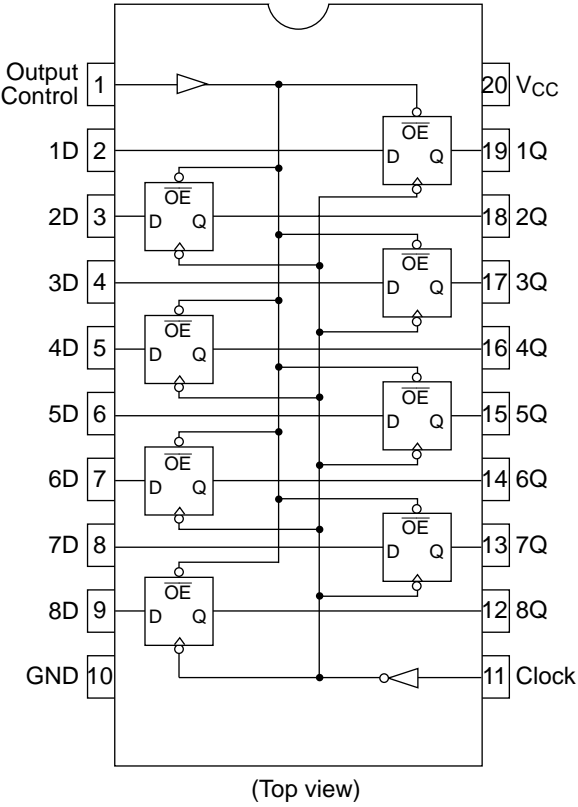 Output
Control 1 20 VCC
OE
D Q
1D 2 19 1Q
OE
2D 3 D Q 18 2Q
OE
3D 4 D Q 17 3Q
OE
4D 5 D Q 16 4Q
OE
5D 6 D Q 15 5Q
OE
6D 7 D Q 14 6Q
OE
7D 8 D Q 13 7Q
OE
8D 9 D Q 12 8Q
GND 10 11 Clock
(Top view)